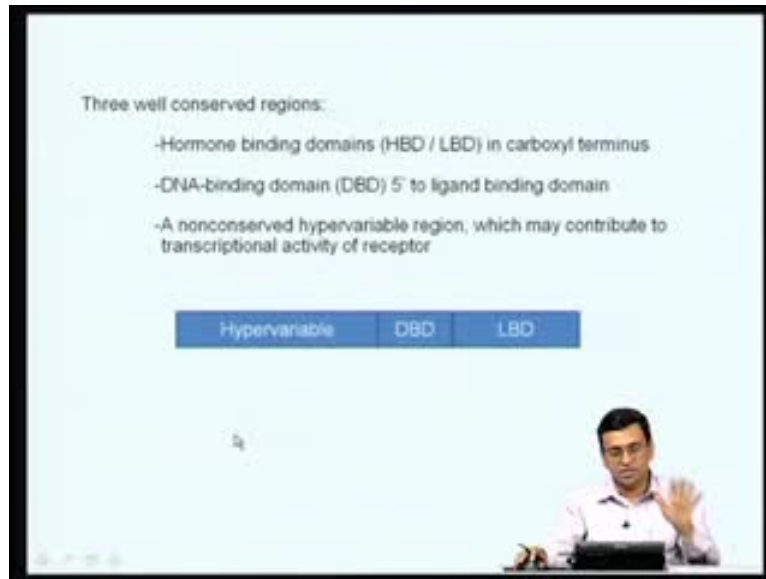 Three well conserved regions:
-Hormone binding domains (HBD / LBD) in carboxyl terminus
-DNA-binding domain (DBD) 5' to ligand binding domain
-A nonconserved hypervariable region, which may contribute to
transcriptional activity of receptor
Hypervariable DBD LBD